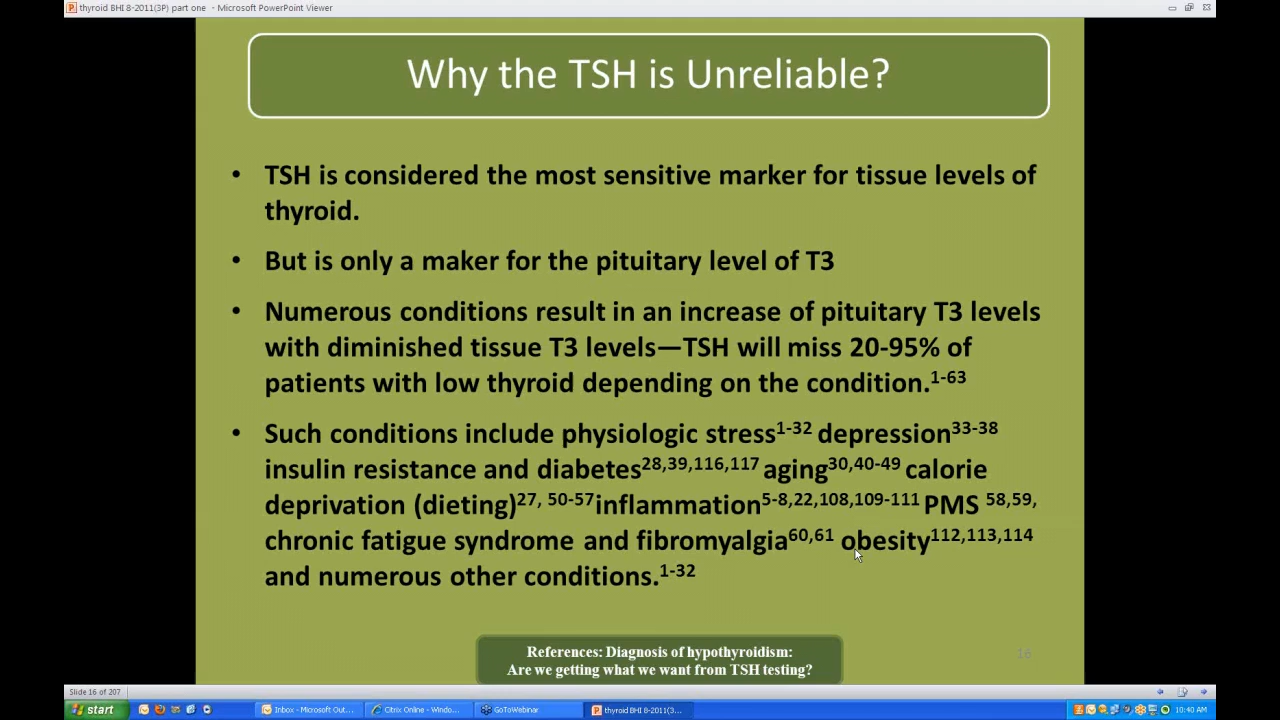 thyroid BHI 8-2011(3P) part one - Microsoft PowerPoint Viewer
Why the TSH is Unreliable?
• TSH is considered the most sensitive marker for tissue levels of
thyroid.
• But is only a maker for the pituitary level of T3
• Numerous conditions result in an increase of pituitary T3 levels
with diminished tissue T3 levels—TSH will miss 20-95% of
patients with low thyroid depending on the condition.1-63
• Such conditions include physiologic stress1-32 depression33-38
insulin resistance and diabetes28,39,116,117 aging30,40-49 calorie
deprivation (dieting)27, 50-57inflammation5-8,22,108,109-111 PMS 58,59,
chronic fatigue syndrome and fibromyalgia60,61 obesity112,113,114
and numerous other conditions.1-32
References: Diagnosis of hypothyroidism:
Are we getting what we want from TSH testing?
16
Slide 16 of 207
start Inbox - Microsoft Out... Citrix Online - Windo... GoToWebinar thyroid BHI 8-2011(3... 10:40 AM